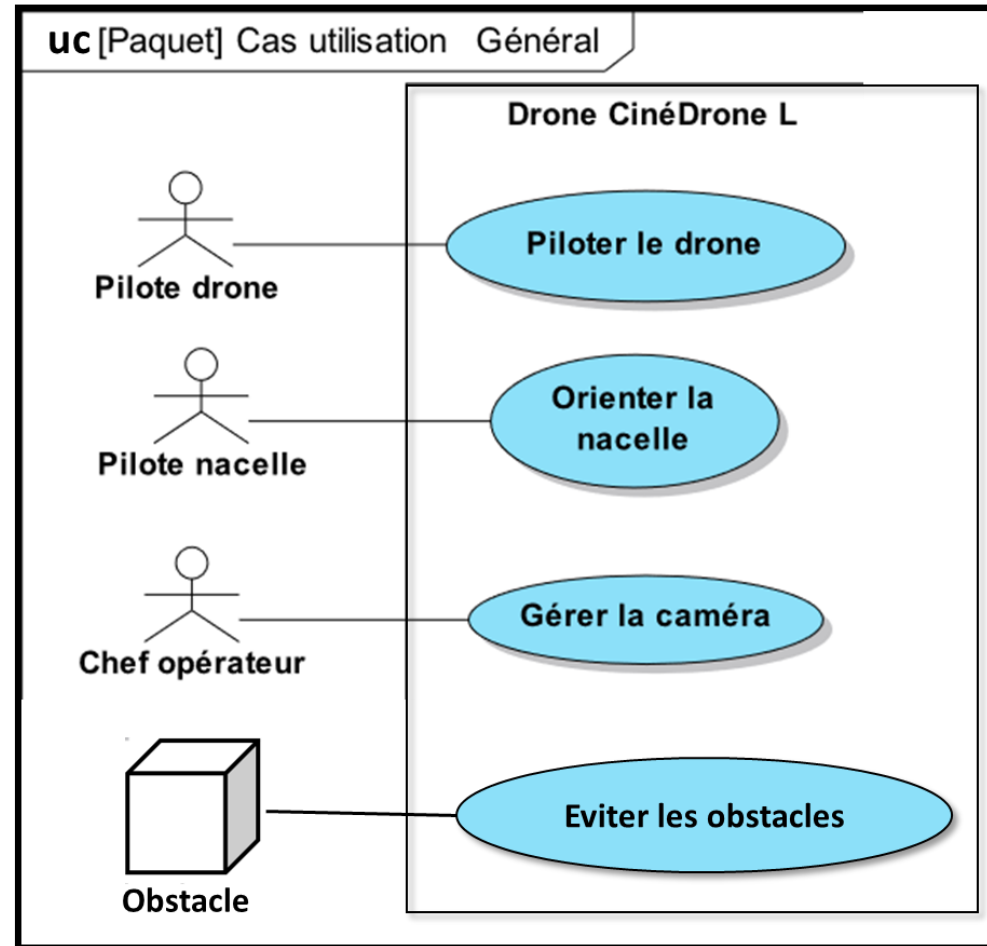 uc [Paquet] Cas utilisation Général
Drone CinéDrone L
Piloter le drone
Pilote drone
Orienter la
nacelle
Pilote nacelle
Gérer la caméra
Chef opérateur
Eviter les obstacles
Obstacle